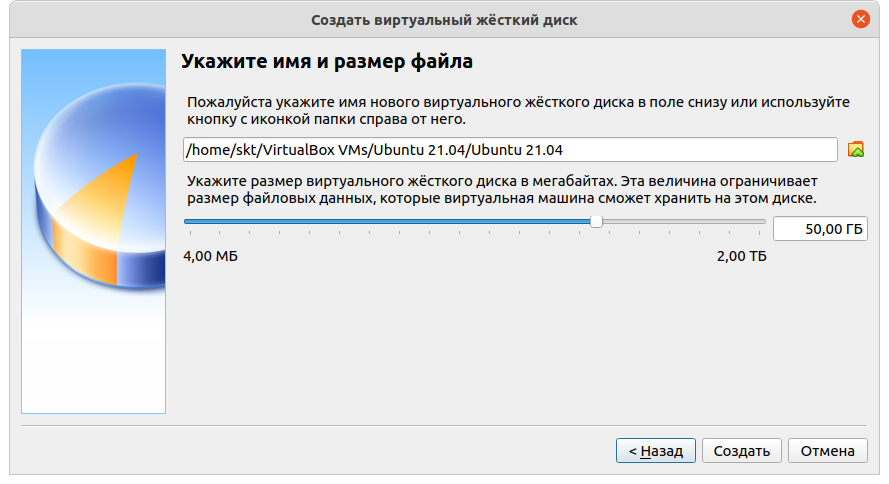 Создать виртуальный жёсткий диск
Укажите имя и размер файла
Пожалуйста укажите имя нового виртуального жёсткого диска в поле снизу или используйте
кнопку с иконкой папки справа от него.
/home/skt/VirtualBox VMs/Ubuntu 21.04/Ubuntu 21.04
Укажите размер виртуального жёсткого диска в мегабайтах. Эта величина ограничивает
размер файловых данных, которые виртуальная машина сможет хранить на этом диске.
50,00 ГБ
4,00 МБ 2,00 ТБ
< Назад Создать Отмена